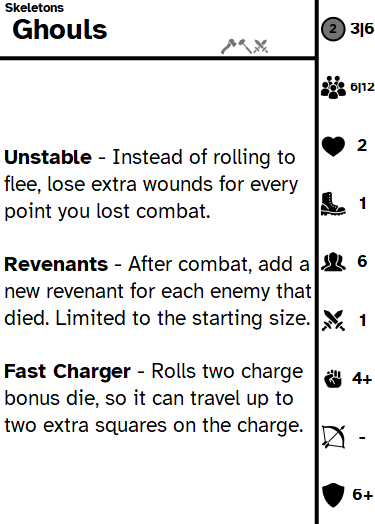 Skeletons
Ghouls
2 3|6
6|12
Unstable - Instead of rolling to
flee, lose extra wounds for every
point you lost combat.
2
1
Revenants - After combat, add a
new revenant for each enemy that
died. Limited to the starting size.
6
1
Fast Charger - Rolls two charge
bonus die, so it can travel up to
two extra squares on the charge.
4+
-
6+